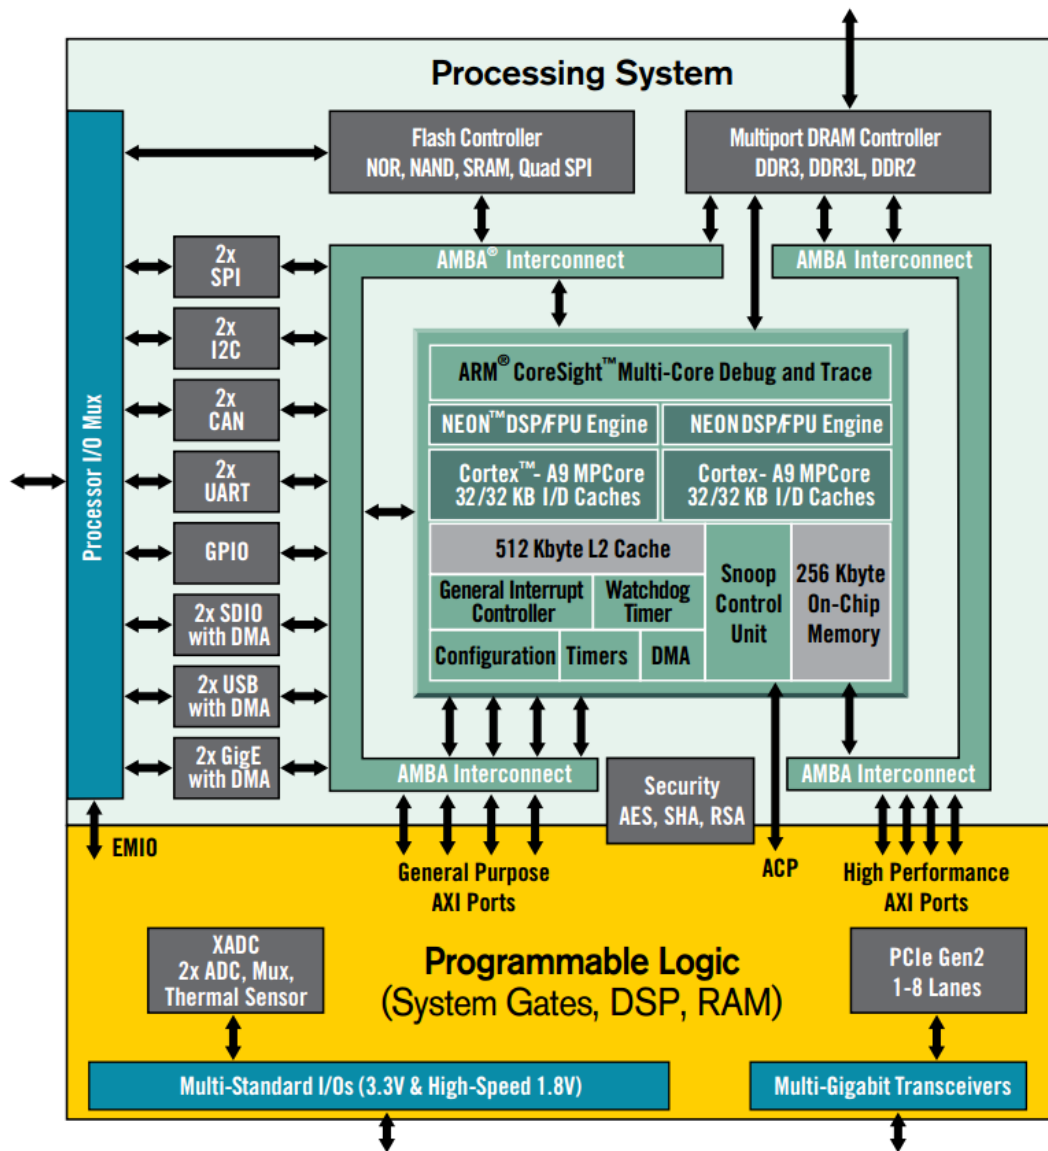 Processing System
Flash Controller
NOR, NAND, SRAM, Quad SPI
Multiport DRAM Controller
DDR3, DDR3L, DDR2
AMBA® Interconnect
AMBA Interconnect
Processor I/O Mux
2x
SPI
2x
I2C
2x
CAN
2x
UART
GPIO
2x SDIO
with DMA
2x USB
with DMA
2x GigE
with DMA
ARM® CoreSight™ Multi-Core Debug and Trace
NEON™ DSP/FPU Engine
NEON DSP/FPU Engine
Cortex™- A9 MPCore
32/32 KB I/D Caches
Cortex- A9 MPCore
32/32 KB I/D Caches
512 Kbyte L2 Cache
General Interrupt
Controller
Watchdog
Timer
Configuration
Timers
DMA
Snoop
Control
Unit
256 Kbyte
On-Chip
Memory
AMBA Interconnect
Security
AES, SHA, RSA
AMBA Interconnect
EMIO
General Purpose
AXI Ports
ACP
High Performance
AXI Ports
XADC
2x ADC, Mux,
Thermal Sensor
Programmable Logic
(System Gates, DSP, RAM)
PCIe Gen2
1-8 Lanes
Multi-Standard I/Os (3.3V & High-Speed 1.8V)
Multi-Gigabit Transceivers